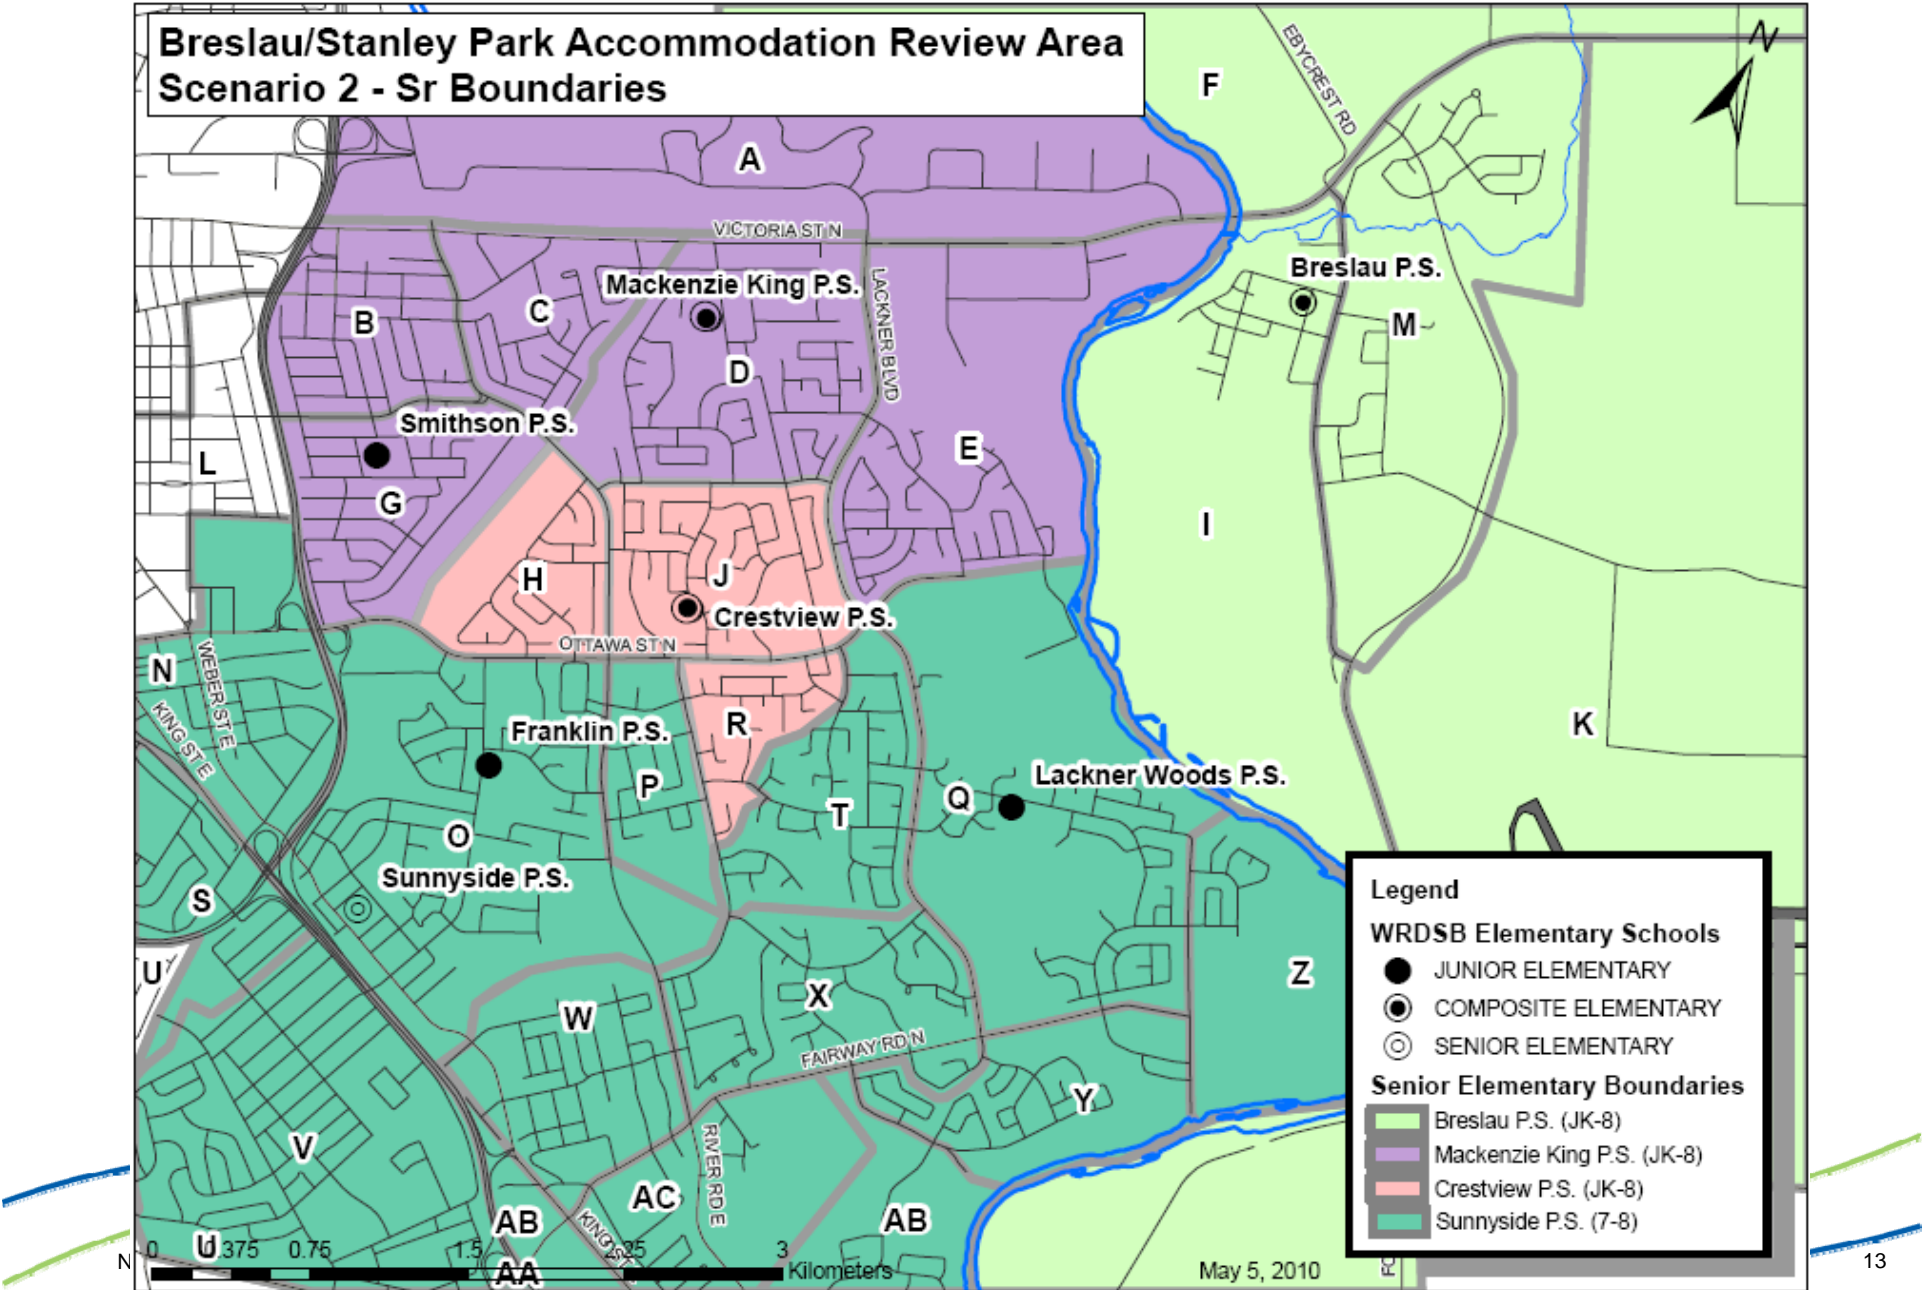 Breslau/Stanley Park Accommodation Review Area
Scenario 2 - Sr Boundaries
N
F
EBYCREST RD
A
VICTORIA ST N
Mackenzie King P.S.
Breslau P.S.
B
C
LACKNER BLVD
M
D
Smithson P.S.
E
L
G
I
H
J
Crestview P.S.
OTTAWA ST N
N
WEBER ST E
KING ST E
R
K
Franklin P.S.
P
Lackner Woods P.S.
Q
T
O
Sunnyside P.S.
S
U
Z
X
W
FAIRWAY RD N
Y
V
RIVER RD E
AC
AB
AB
KING ST
U
AA
Legend
WRDSB Elementary Schools
JUNIOR ELEMENTARY
COMPOSITE ELEMENTARY
SENIOR ELEMENTARY
Senior Elementary Boundaries
Breslau P.S. (JK-8)
Mackenzie King P.S. (JK-8)
Crestview P.S. (JK-8)
Sunnyside P.S. (7-8)
0 0.375 0.75 1.5 2.25 3
Kilometers
May 5, 2010
N
13